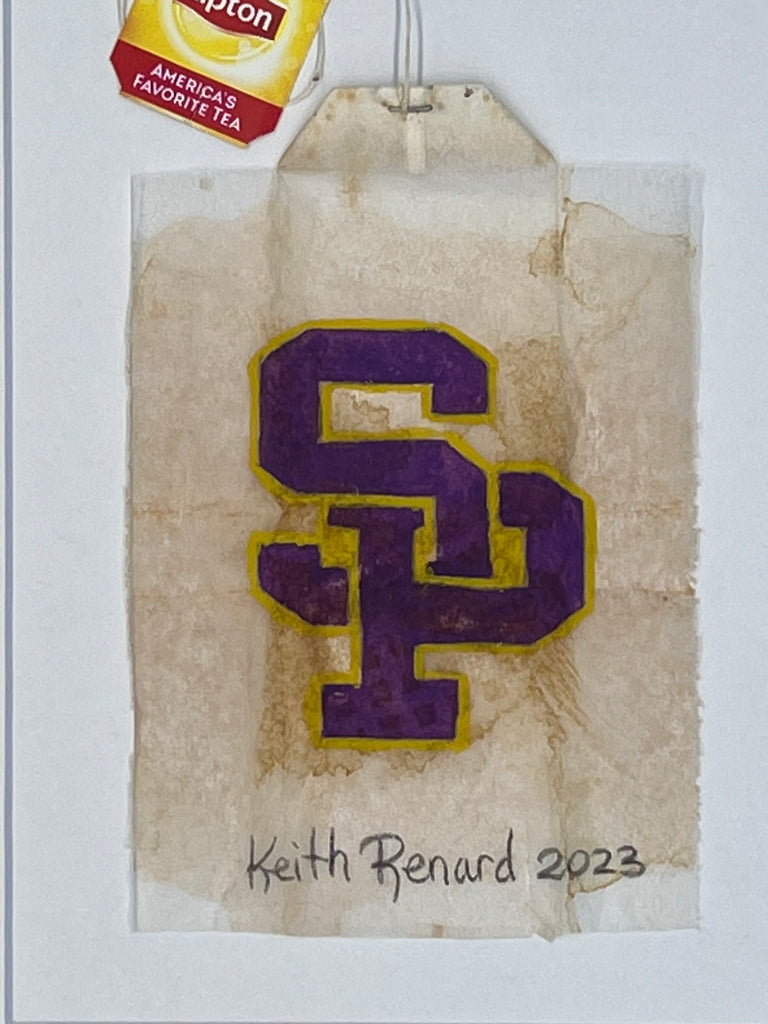 AMERICA'S
FAVORITE TEA
SP
Keith Renard 2023